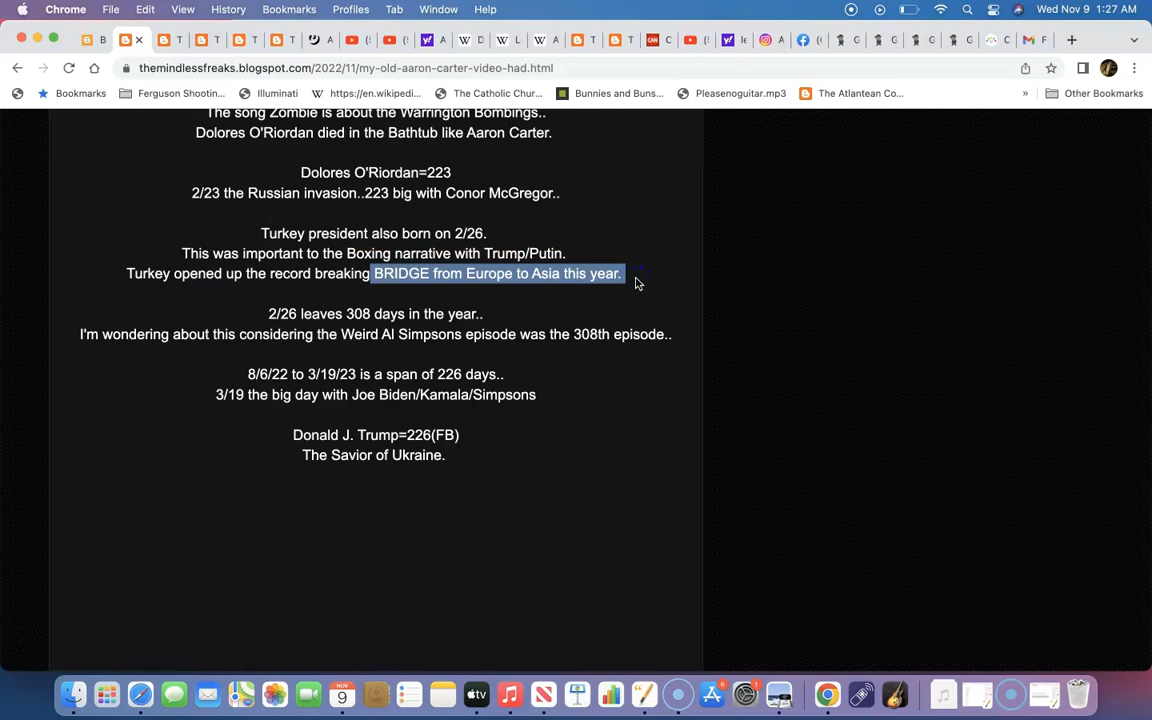 Chrome File Edit View History Bookmarks Profiles Tab Window Help Wed Nov 9 1:27 AM
B T T T T A (! (! A D L A T T CNN ( Ie A F G G G G C F
themindlessfreaks.blogspot.com/2022/11/my-old-aaron-carter-video-had.html
Bookmarks Ferguson Shootin... Illuminati https://en.wikipedi... The Catholic Chur... Bunnies and Buns... Pleasenoguitar.mp3 The Atlantean Co... » Other Bookmarks
The song Zombie is about the Warrington Bombings..
Dolores O'Riordan died in the Bathtub like Aaron Carter.
Dolores O'Riordan=223
2/23 the Russian invasion..223 big with Conor McGregor..
Turkey president also born on 2/26.
This was important to the Boxing narrative with Trump/Putin.
Turkey opened up the record breaking BRIDGE from Europe to Asia this year.
2/26 leaves 308 days in the year..
I'm wondering about this considering the Weird Al Simpsons episode was the 308th episode..
8/6/22 to 3/19/23 is a span of 226 days..
3/19 the big day with Joe Biden/Kamala/Simpsons
Donald J. Trump=226(FB)
The Savior of Ukraine.
NOV
9
tv